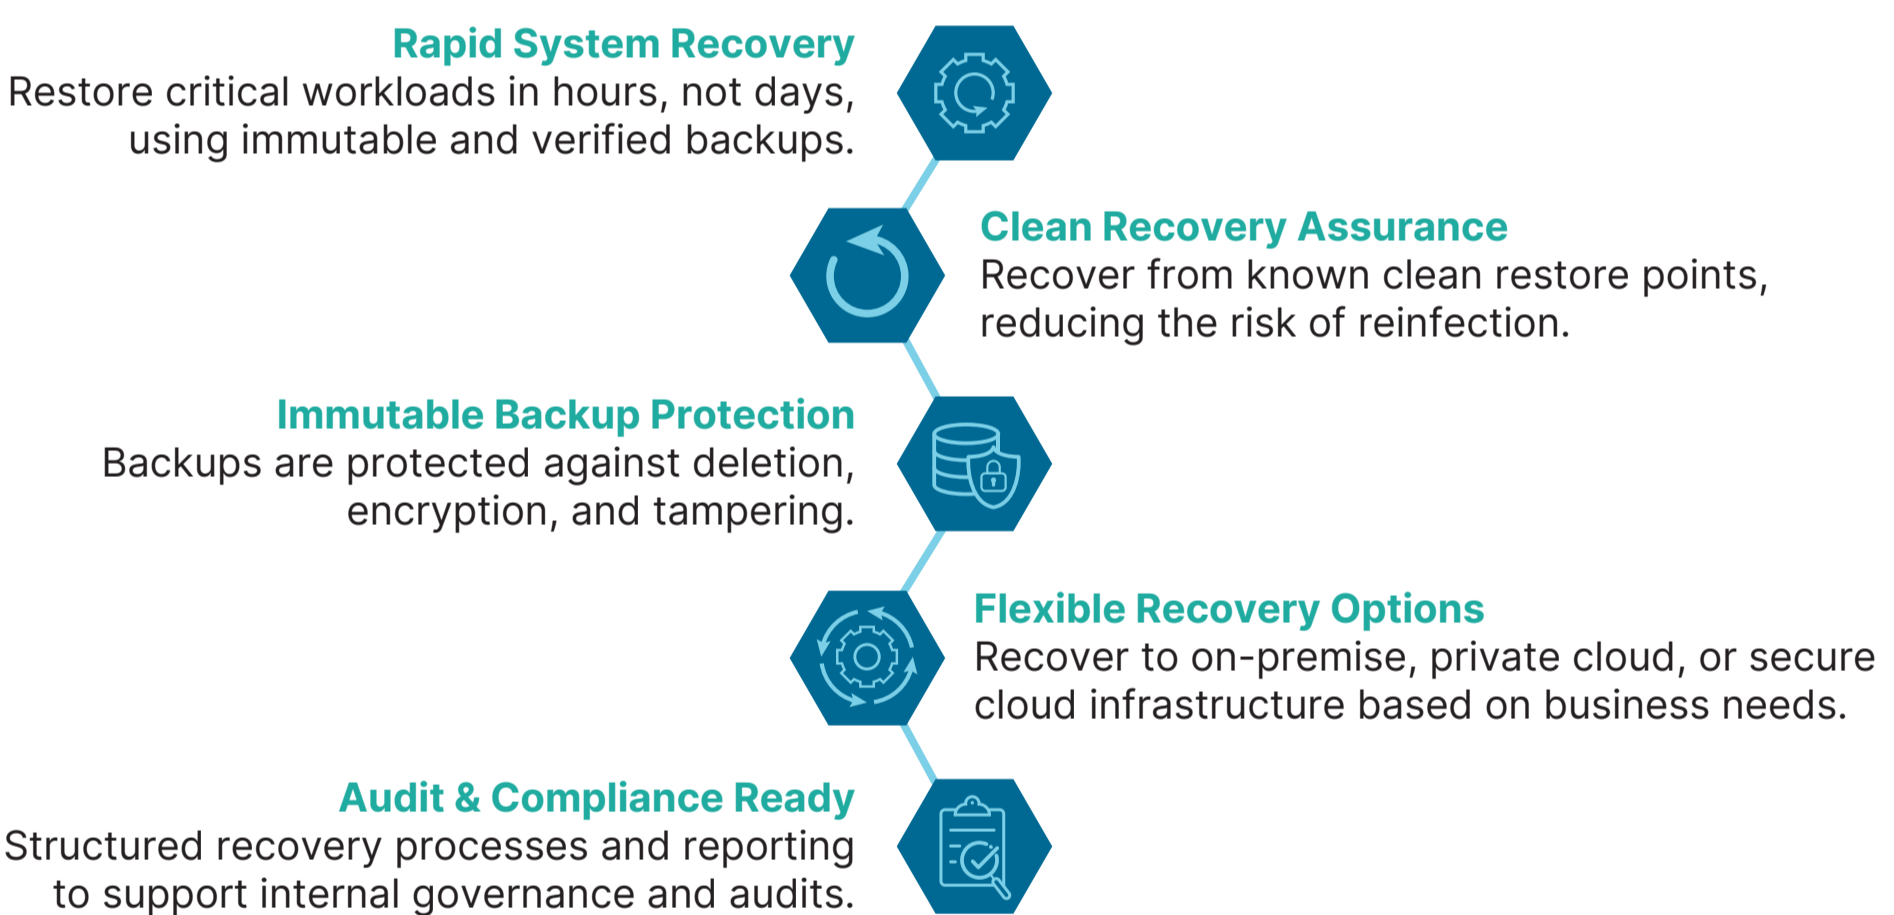 Rapid System Recovery
Restore critical workloads in hours, not days,
using immutable and verified backups.
Clean Recovery Assurance
Recover from known clean restore points,
reducing the risk of reinfection.
Immutable Backup Protection
Backups are protected against deletion,
encryption, and tampering.
Flexible Recovery Options
Recover to on-premise, private cloud, or secure
cloud infrastructure based on business needs.
Audit & Compliance Ready
Structured recovery processes and reporting
to support internal governance and audits.